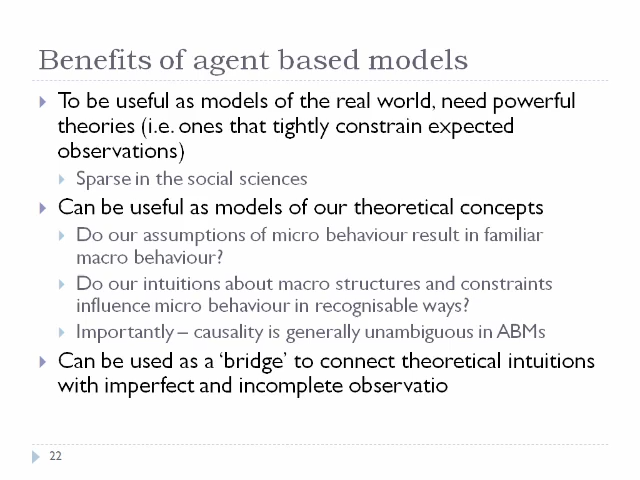 Benefits of agent based models
To be useful as models of the real world, need powerful
theories (i.e. ones that tightly constrain expected
observations)
Sparse in the social sciences
Can be useful as models of our theoretical concepts
Do our assumptions of micro behaviour result in familiar
macro behaviour?
Do our intuitions about macro structures and constraints
influence micro behaviour in recognisable ways?
Importantly – causality is generally unambiguous in ABMs
Can be used as a ‘bridge’ to connect theoretical intuitions
with imperfect and incomplete observatio
22